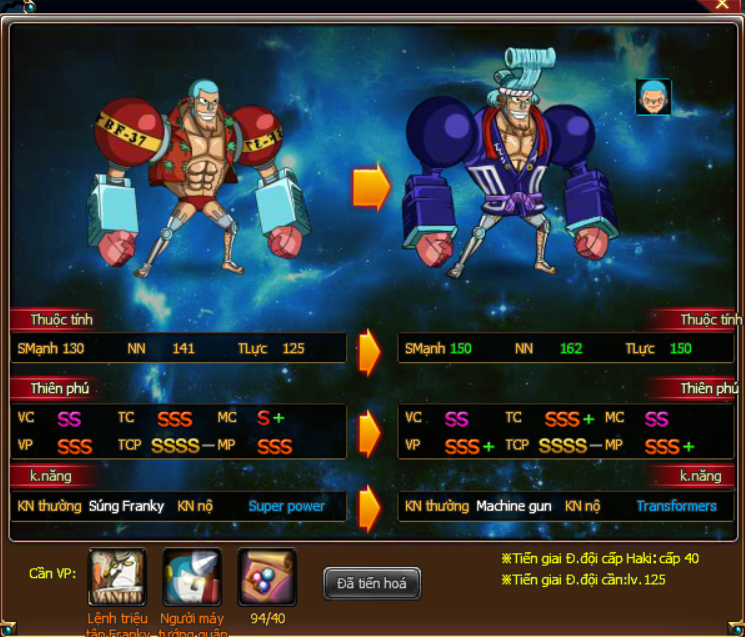 BF-37
Thuộc tính
Thuộc tính
SMạnh 130 NN 141 TLực 125
SMạnh 150 NN 162 TLực 150
Thiên phú
Thiên phú
VC SS TC SSS MC S+
VC SS TC SSS+ MC SS
VP SSS TCP SSSS− MP SSS
VP SSS+ TCP SSSS− MP SSS+
k.năng
k.năng
KN thường Súng Franky KN nộ Super power
KN thường Machine gun KN nộ Transformers
※Tiến giai Đ.đội cấp Haki: cấp 40
※Tiến giai Đ.đội cần:lv.125
Cần VP:
Đã tiến hoá
Lệnh triệu
tập Franky
Người máy
tướng quân
94/40